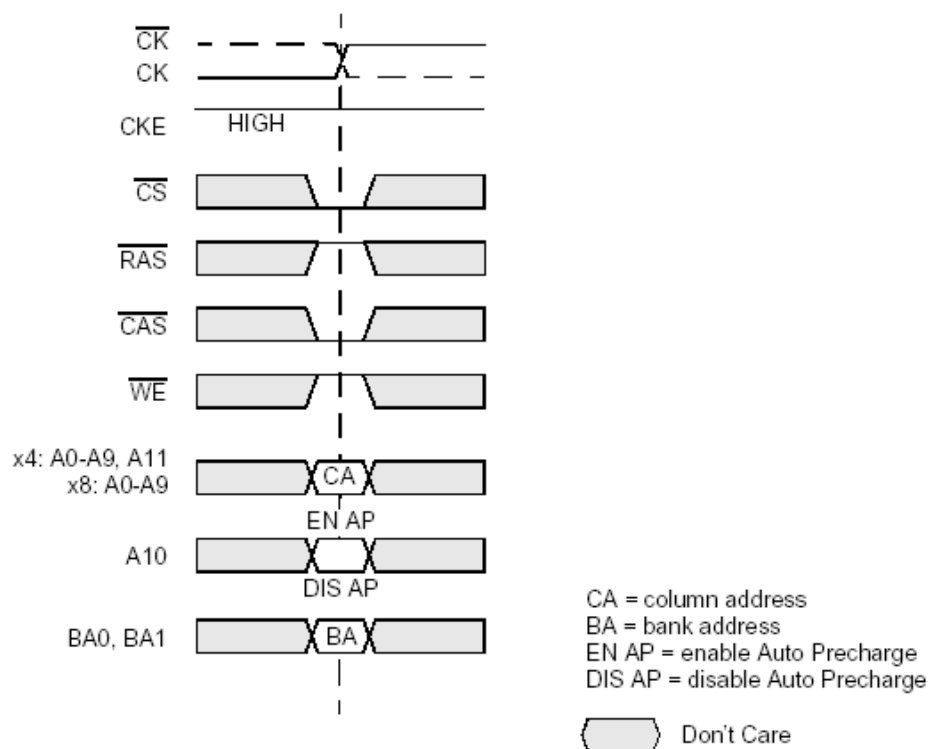 CK
CK
CKE
HIGH
CS
RAS
CAS
WE
x4: A0-A9, A11
x8: A0-A9
CA
EN AP
A10
DIS AP
BA0, BA1
BA
CA = column address
BA = bank address
EN AP = enable Auto Precharge
DIS AP = disable Auto Precharge
Don't Care